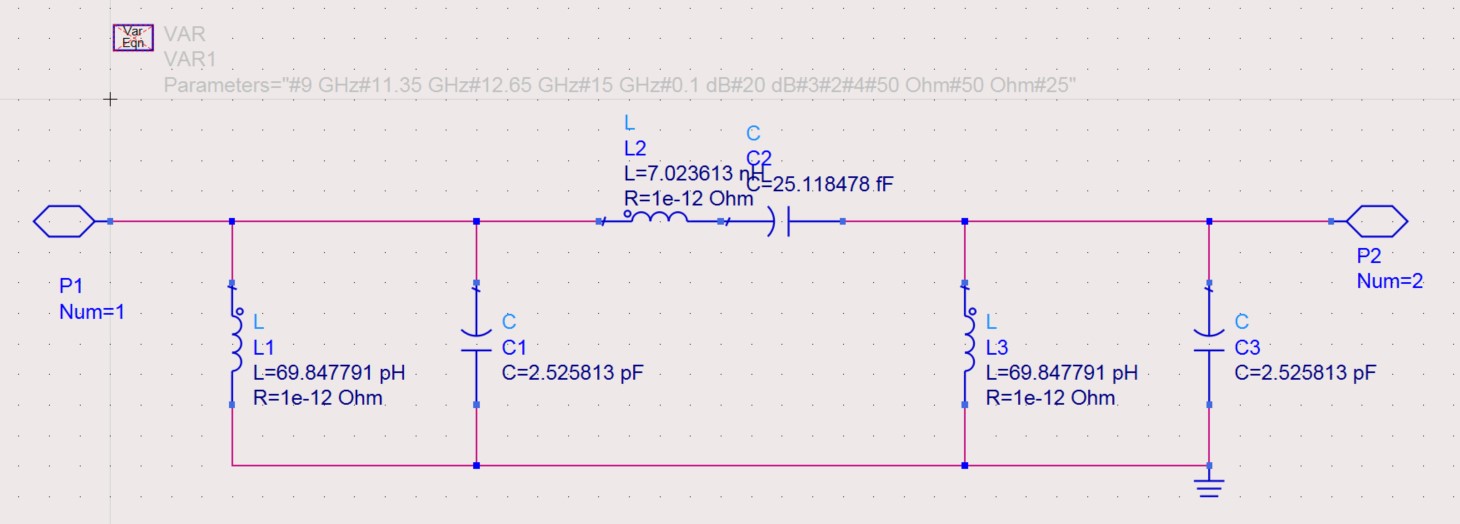 Var
Eqn
VAR
VAR1
Parameters="#9 GHz#11.35 GHz#12.65 GHz#15 GHz#0.1 dB#20 dB#3#2#4#50 Ohm#50 Ohm#25"
L
L2
L=7.023613 nH
R=1e-12 Ohm
C
C2
C=25.118478 fF
P1
Num=1
P2
Num=2
L
L1
L=69.847791 pH
R=1e-12 Ohm
C
C1
C=2.525813 pF
L
L3
L=69.847791 pH
R=1e-12 Ohm
C
C3
C=2.525813 pF